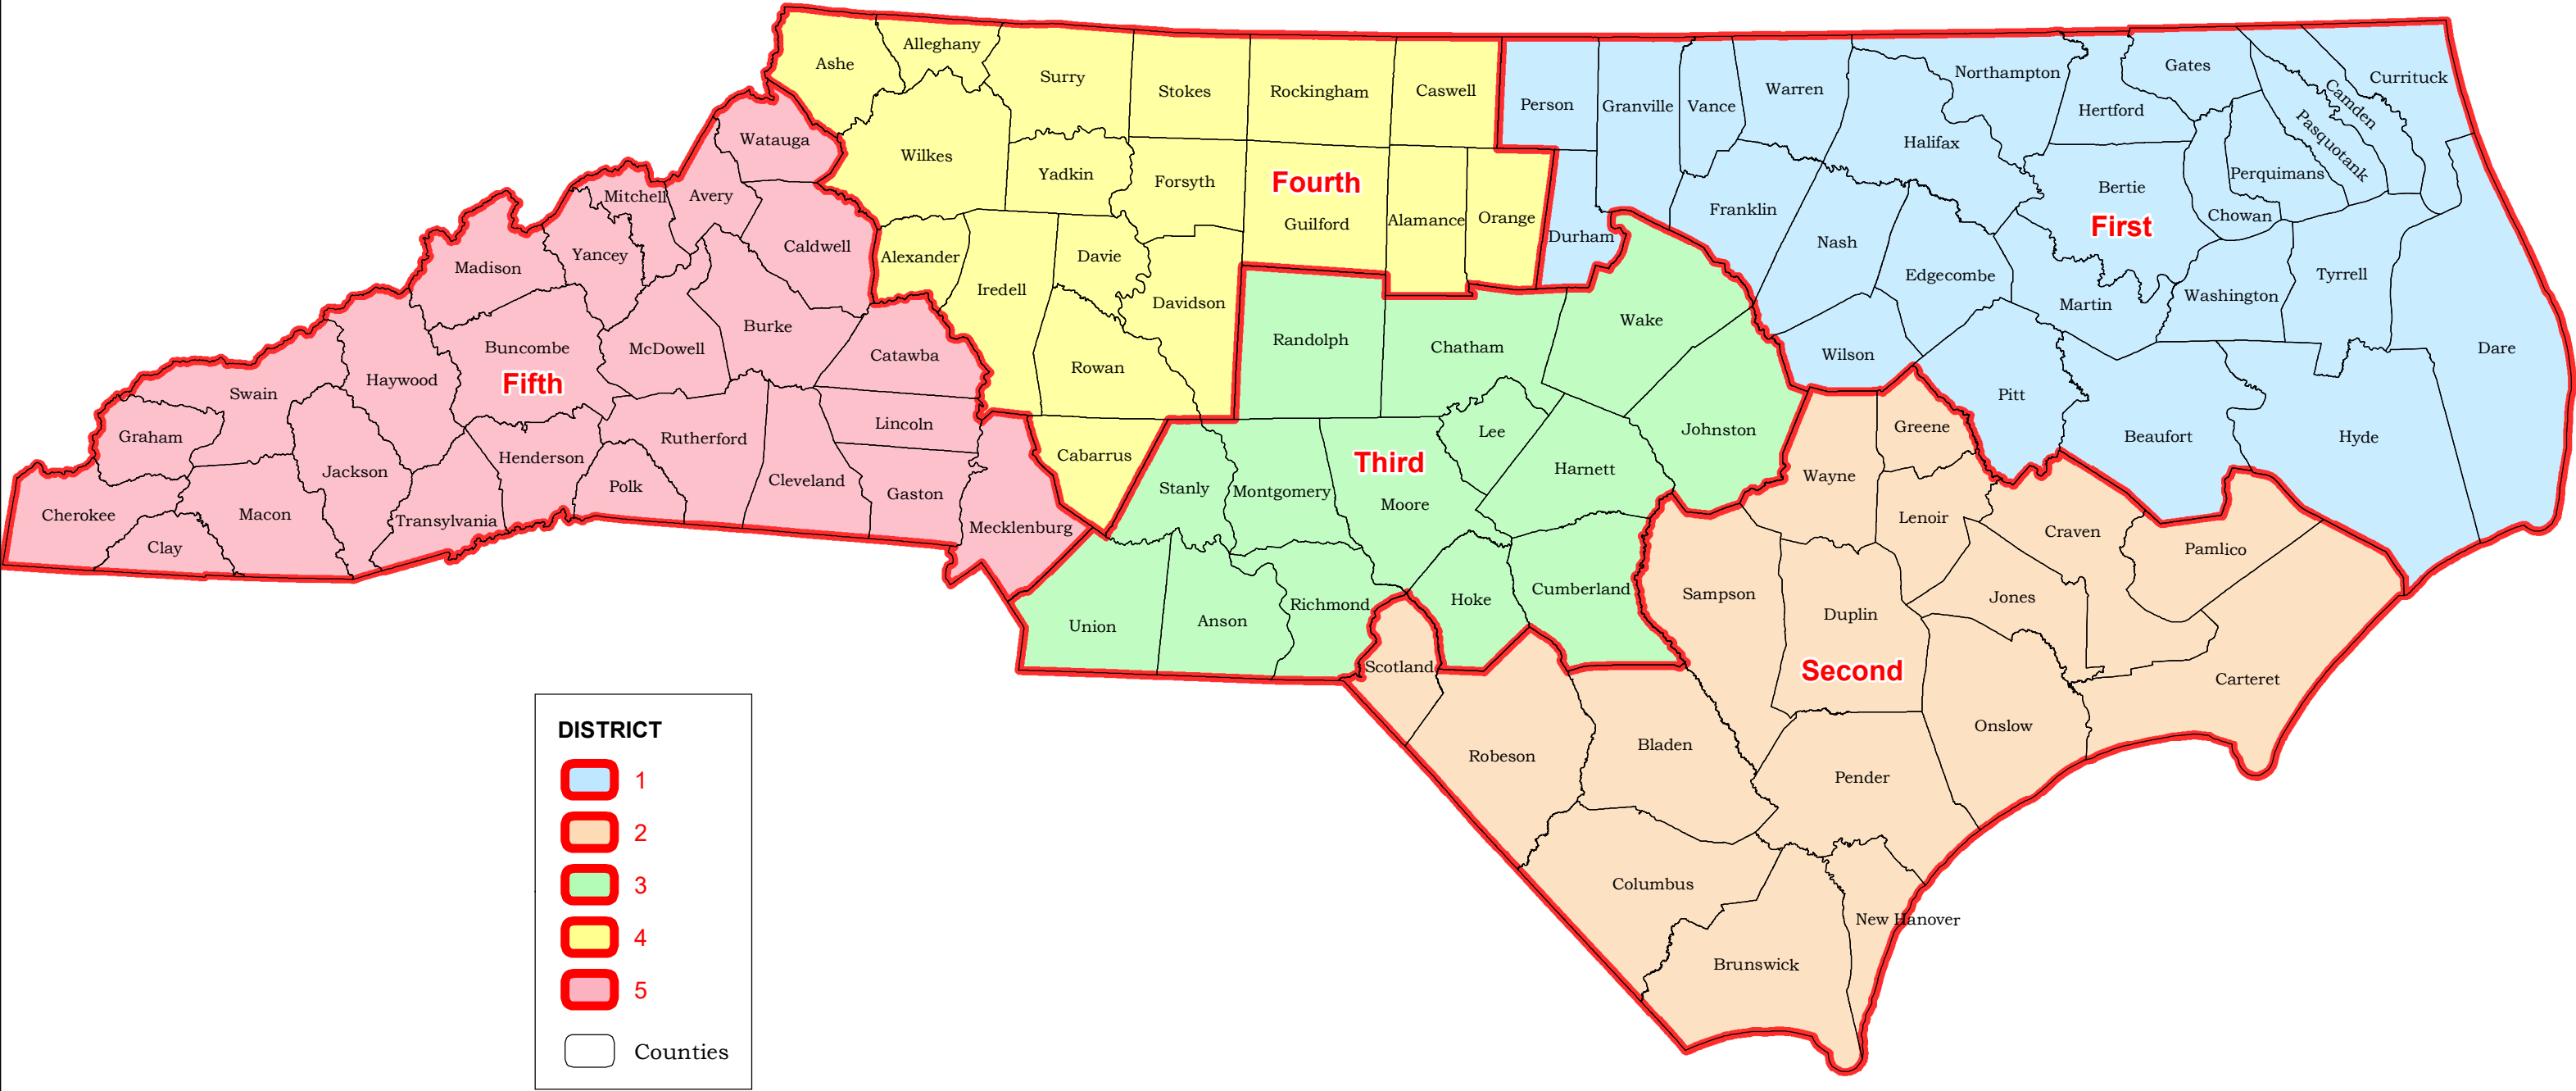 Ashe
Alleghany
Surry
Stokes
Rockingham
Caswell
Wilkes
Yadkin
Forsyth
Fourth
Guilford
Alamance
Orange
Alexander
Iredell
Davie
Davidson
Rowan
Cabarrus
Person
Granville
Vance
Warren
Northampton
Halifax
Hertford
Gates
Currituck
Camden
Pasquotank
Perquimans
Chowan
Bertie
First
Durham
Franklin
Nash
Edgecombe
Martin
Washington
Tyrrell
Dare
Wilson
Pitt
Beaufort
Hyde
Watauga
Mitchell
Avery
Madison
Yancey
Caldwell
Buncombe
Fifth
McDowell
Burke
Catawba
Swain
Haywood
Graham
Jackson
Henderson
Rutherford
Lincoln
Polk
Cleveland
Gaston
Cherokee
Macon
Transylvania
Clay
Mecklenburg
Randolph
Chatham
Wake
Lee
Johnston
Third
Harnett
Stanly
Montgomery
Moore
Union
Anson
Richmond
Hoke
Cumberland
Greene
Wayne
Lenoir
Craven
Pamlico
Sampson
Duplin
Jones
Scotland
Second
Carteret
Robeson
Bladen
Onslow
Pender
Columbus
New Hanover
Brunswick
DISTRICT
1
2
3
4
5
Counties